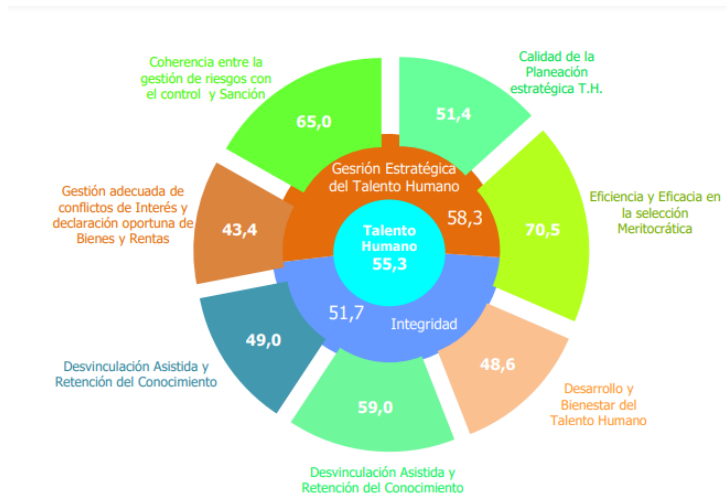 Coherencia entre la
gestión de riesgos con
el control y Sanción
65,0
Calidad de la
Planeación
estratégica T.H.
51,4
Gesrión Estratégica
del Talento Humano
58,3
Gestión adecuada de
conflictos de Interés y
declaración oportuna de
Bienes y Rentas
43,4
Eficiencia y Eficacia en
la selección
Meritocrática
70,5
Talento
Humano
55,3
51,7
Integridad
Desvinculación Asistida y
Retención del Conocimiento
49,0
48,6
Desarrollo y
Bienestar del
Talento Humano
59,0
Desvinculación Asistida y
Retención del Conocimiento